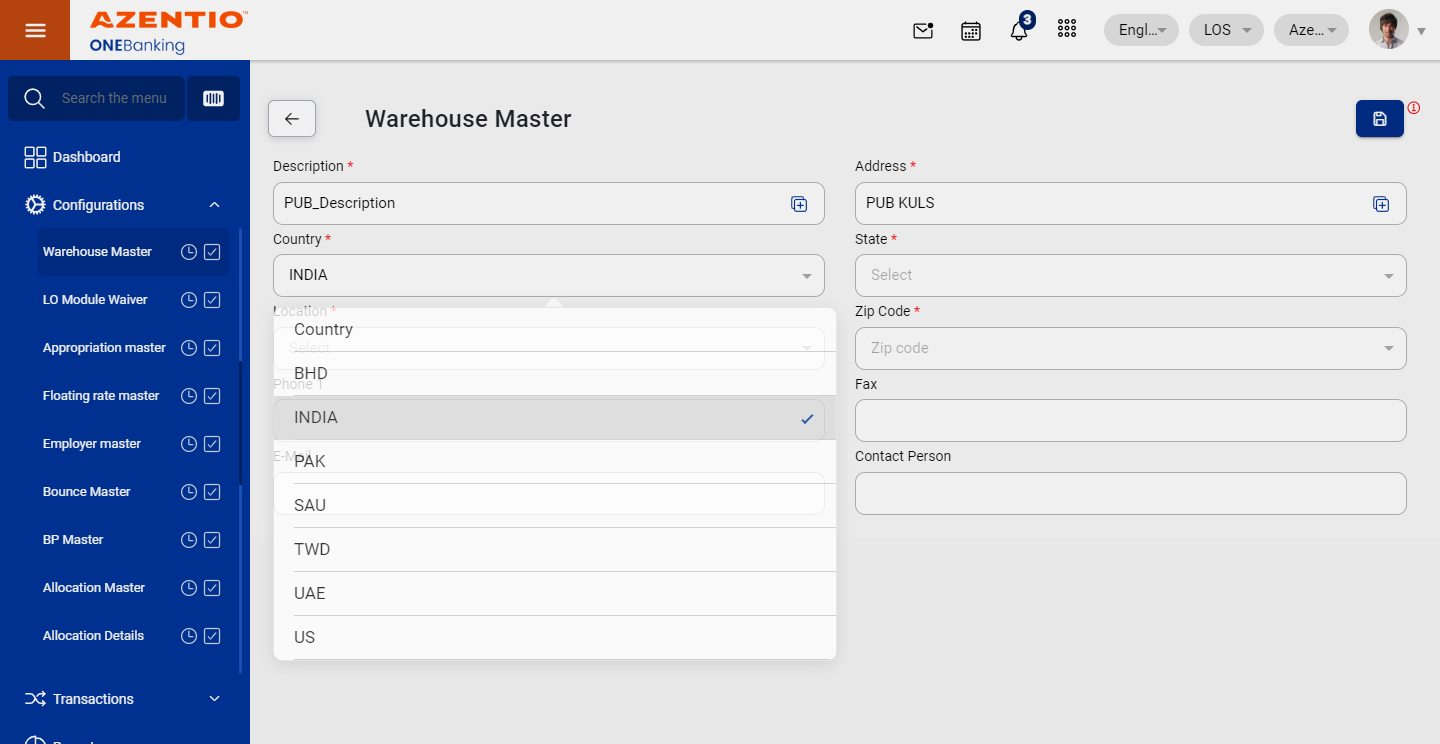 AZENTIO™
ONEBanking
3
Engl...
LOS
Aze...
Search the menu
Dashboard
Configurations
Warehouse Master
LO Module Waiver
Appropriation master
Floating rate master
Employer master
Bounce Master
BP Master
Allocation Master
Allocation Details
Transactions
Warehouse Master
Description *
PUB_Description
Address *
PUB KULS
Country *
INDIA
State *
Select
Location *
Select
Zip Code *
Zip code
Phone 1
Fax
E-Mail
Contact Person
Country
BHD
INDIA
PAK
SAU
TWD
UAE
US